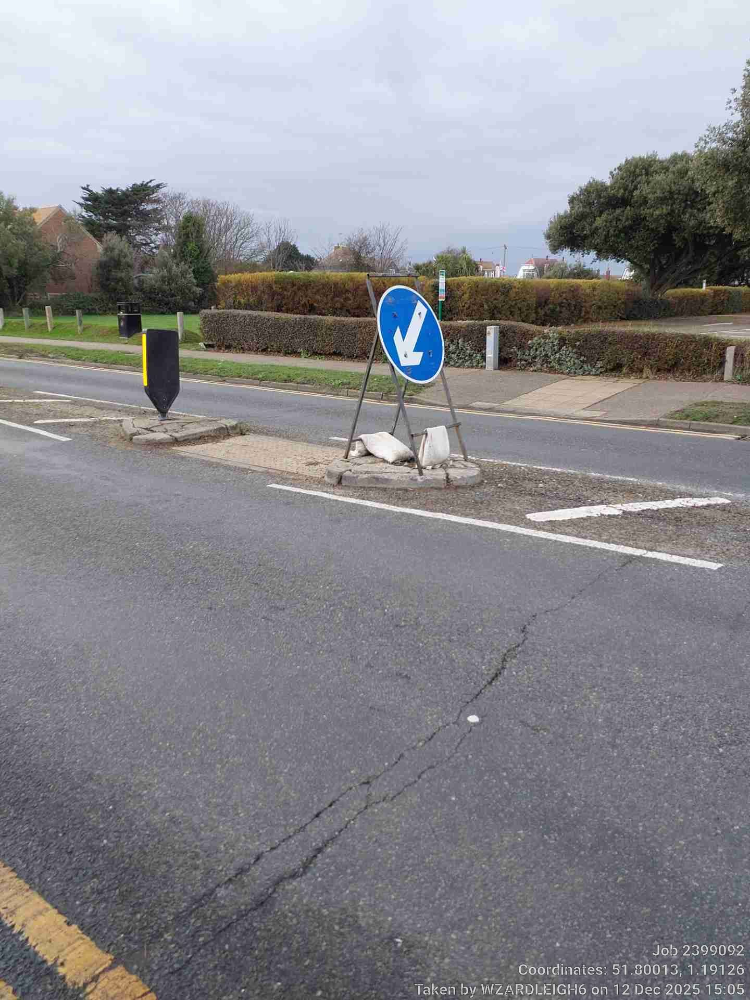 Job 2399092
Coordinates: 51.80013, 1.19126
Taken by WZARDLEIGH6 on 12 Dec 2025 15:05